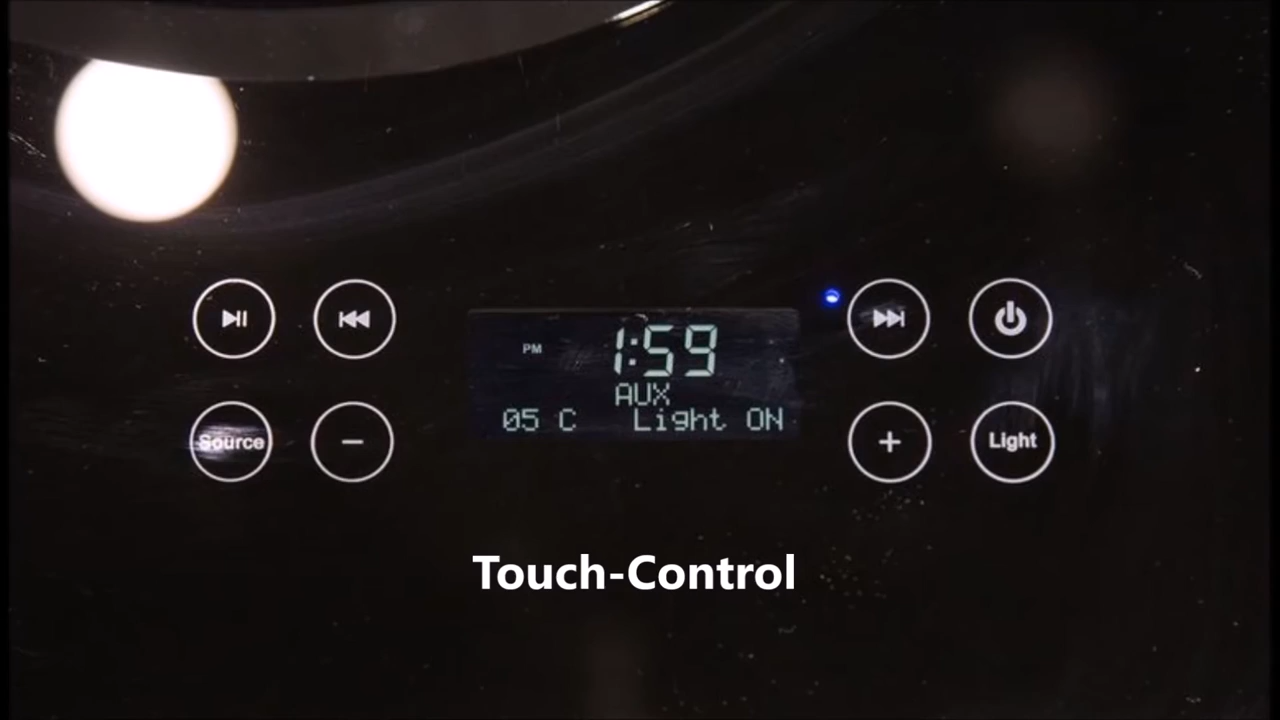 PM 1:59
AUX
05 C Light ON
Source
Light
Touch-Control